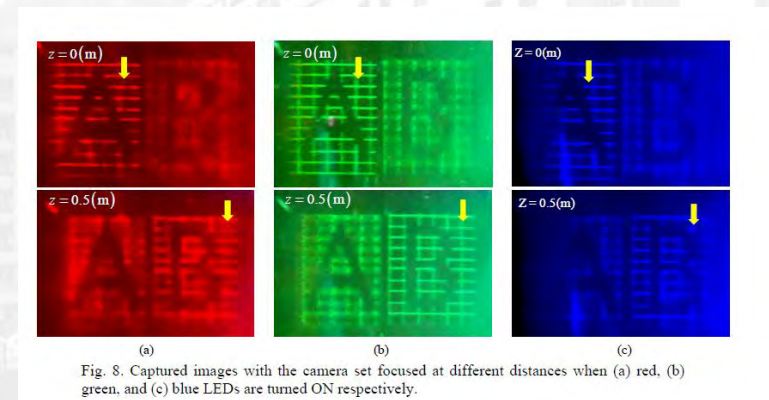 z = 0(m)
z = 0(m)
Z = 0(m)
A B
A B
A B
z = 0.5(m)
z = 0.5(m)
Z = 0.5(m)
A B
A B
A B
(a)
(b)
(c)
Fig. 8. Captured images with the camera set focused at different distances when (a) red, (b)
green, and (c) blue LEDs are turned ON respectively.